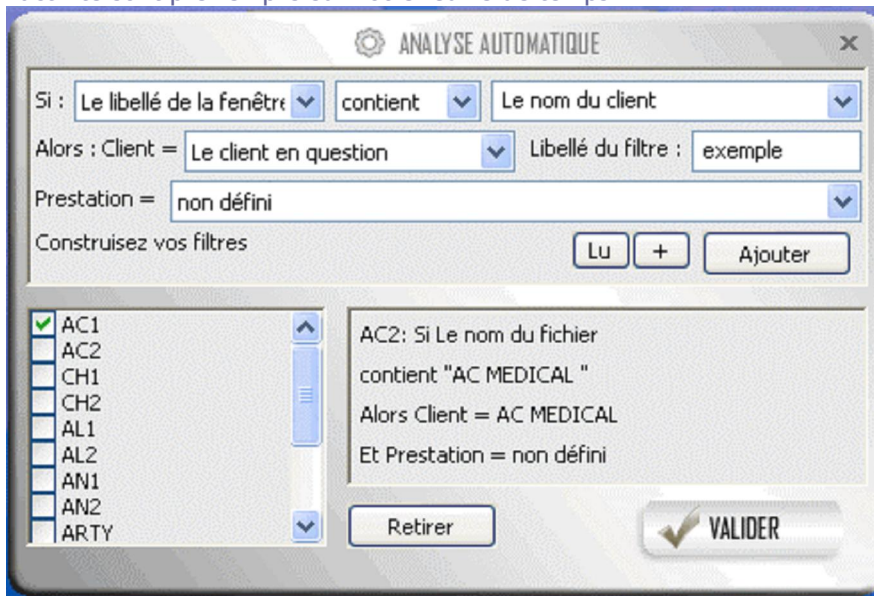 ANALYSE AUTOMATIQUE
Si : Le libellé de la fenêtre contient Le nom du client
Alors : Client = Le client en question Libellé du filtre : exemple
Prestation = non défini
Construisez vos filtres Lu + Ajouter
AC1
AC2
CH1
CH2
AL1
AL2
AN1
AN2
ARTY
AC2: Si Le nom du fichier
contient "AC MEDICAL "
Alors Client = AC MEDICAL
Et Prestation = non défini
Retirer
VALIDER